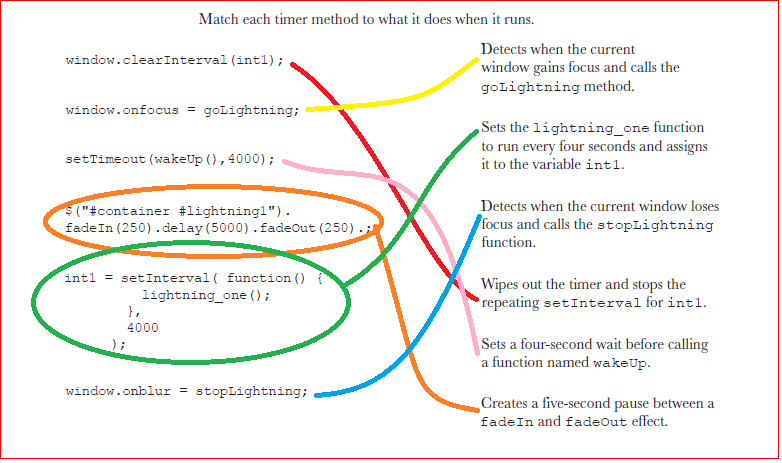 Match each timer method to what it does when it runs.
window.clearInterval(int1);
window.onfocus = goLightning;
setTimeout(wakeUp(),4000);
$("#container #lightning1").
fadeIn(250).delay(5000).fadeOut(250).;
int1 = setInterval( function() {
lightning_one();
},
4000
);
window.onblur = stopLightning;
Detects when the current
window gains focus and calls the
goLightning method.
Sets the lightning_one function
to run every four seconds and assigns
it to the variable int1.
Detects when the current window loses
focus and calls the stopLightning
function.
Wipes out the timer and stops the
repeating setInterval for int1.
Sets a four-second wait before calling
a function named wakeUp.
Creates a five-second pause between a
fadeIn and fadeOut effect.